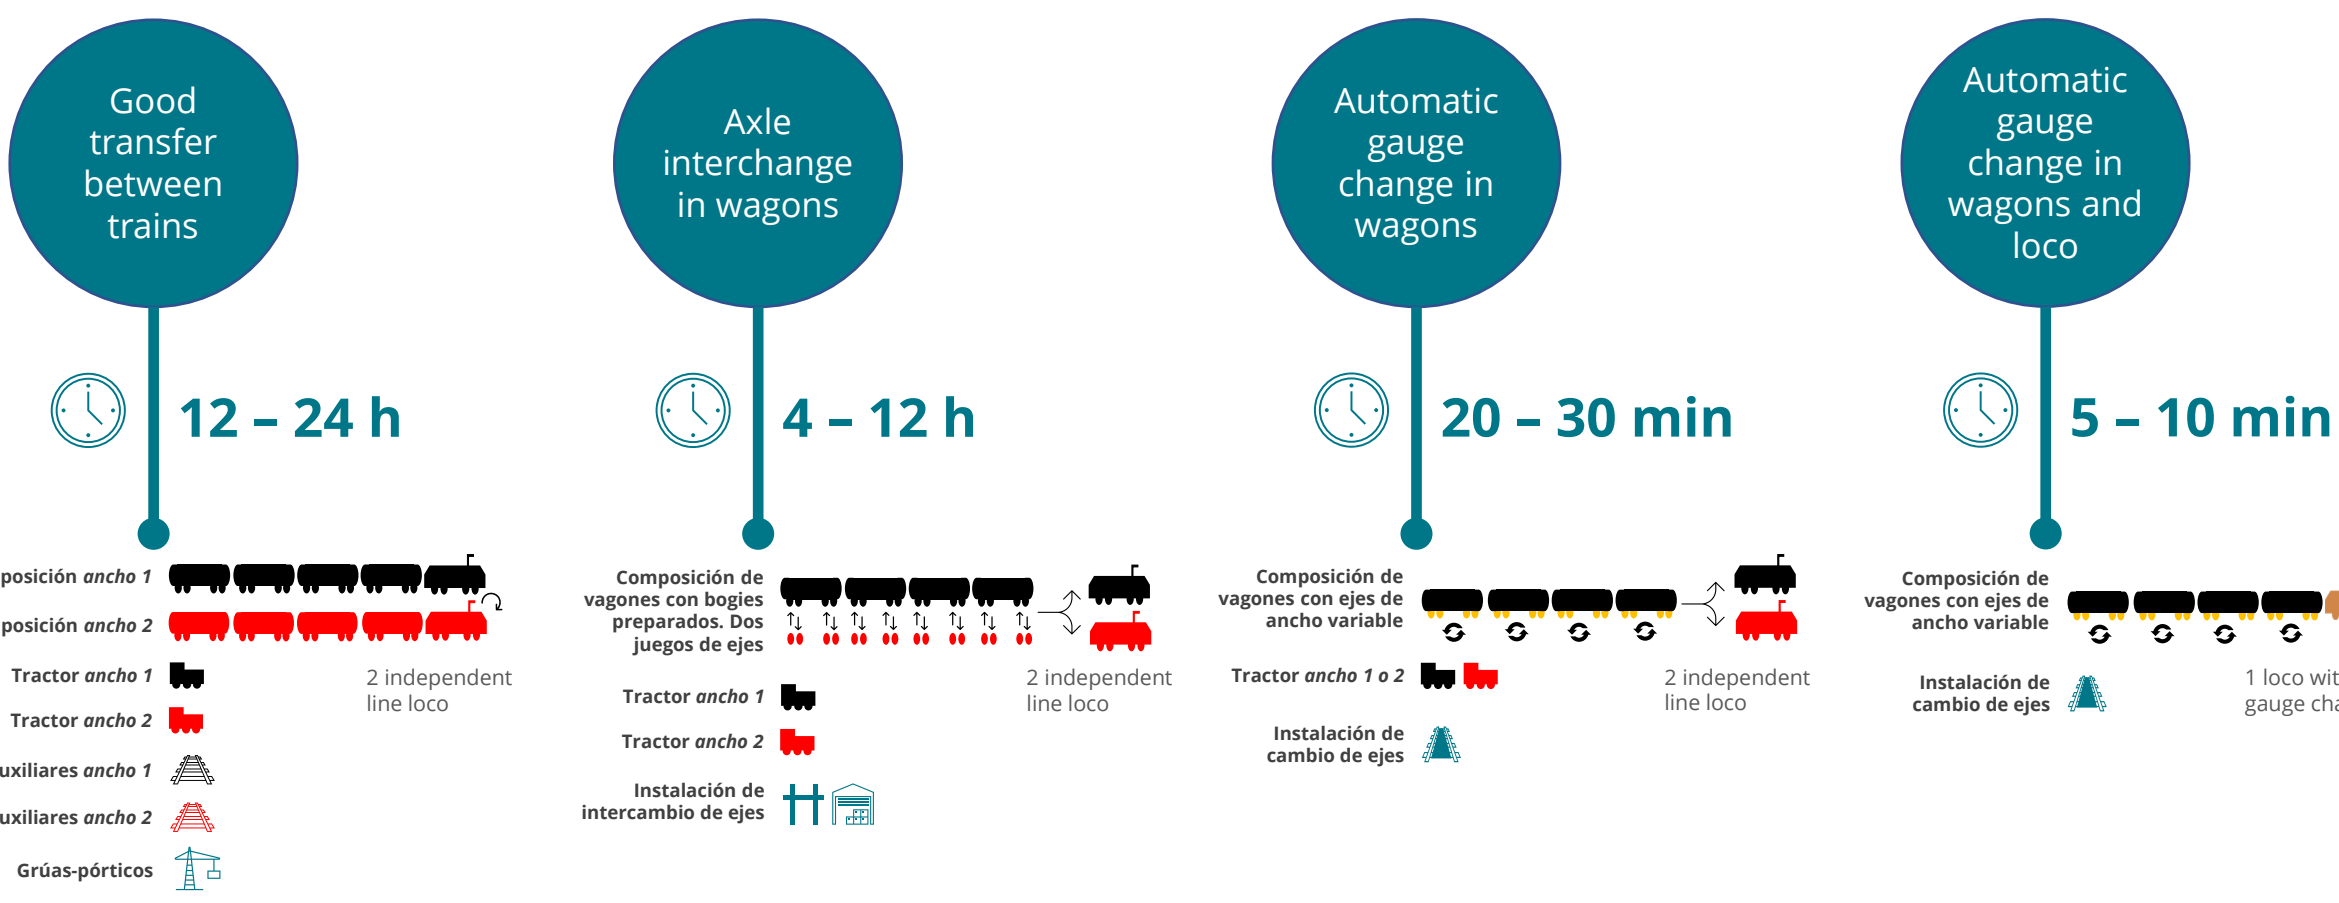 Good
transfer
between
trains
12 – 24 h
posición ancho 1
posición ancho 2
Tractor ancho 1
Tractor ancho 2
uxiliares ancho 1
uxiliares ancho 2
Grúas-pórticos
2 independent
line loco
Axle
interchange
in wagons
4 – 12 h
Composición de
vagones con bogies
preparados. Dos
juegos de ejes
Tractor ancho 1
Tractor ancho 2
Instalación de
intercambio de ejes
2 independent
line loco
Automatic
gauge
change in
wagons
20 – 30 min
Composición de
vagones con ejes de
ancho variable
Tractor ancho 1 o 2
Instalación de
cambio de ejes
2 independent
line loco
Automatic
gauge
change in
wagons and
loco
5 – 10 min
Composición de
vagones con ejes de
ancho variable
Instalación de
cambio de ejes
1 loco wit
gauge cha